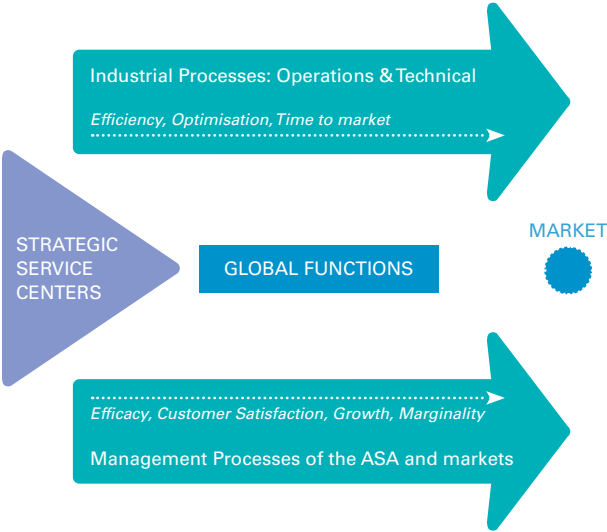 Industrial Processes: Operations & Technical
Efficiency, Optimisation, Time to market
STRATEGIC
SERVICE
CENTERS
GLOBAL FUNCTIONS
MARKET
Efficacy, Customer Satisfaction, Growth, Marginality
Management Processes of the ASA and markets